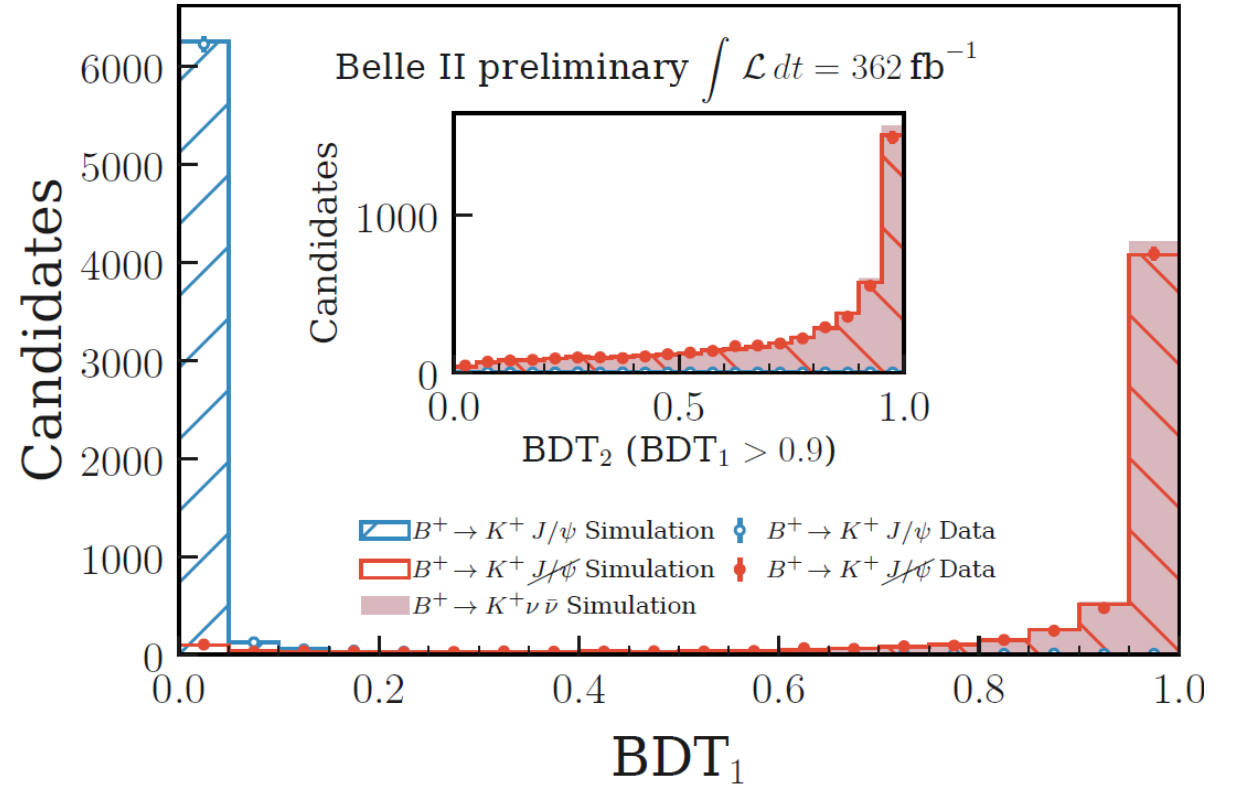 Belle II preliminary ∫ ℒ dt = 362 fb⁻¹
Candidates
6000
5000
4000
3000
2000
1000
0
Candidates
1000
0
0.0 0.5 1.0
BDT₂ (BDT₁ > 0.9)
B⁺ → K⁺ J/ψ Simulation
B⁺ → K⁺ J/ψ Data
B⁺ → K⁺ J̸/̸ψ̸ Simulation
B⁺ → K⁺ J̸/̸ψ̸ Data
B⁺ → K⁺ν ν̄ Simulation
0.0 0.2 0.4 0.6 0.8 1.0
BDT₁